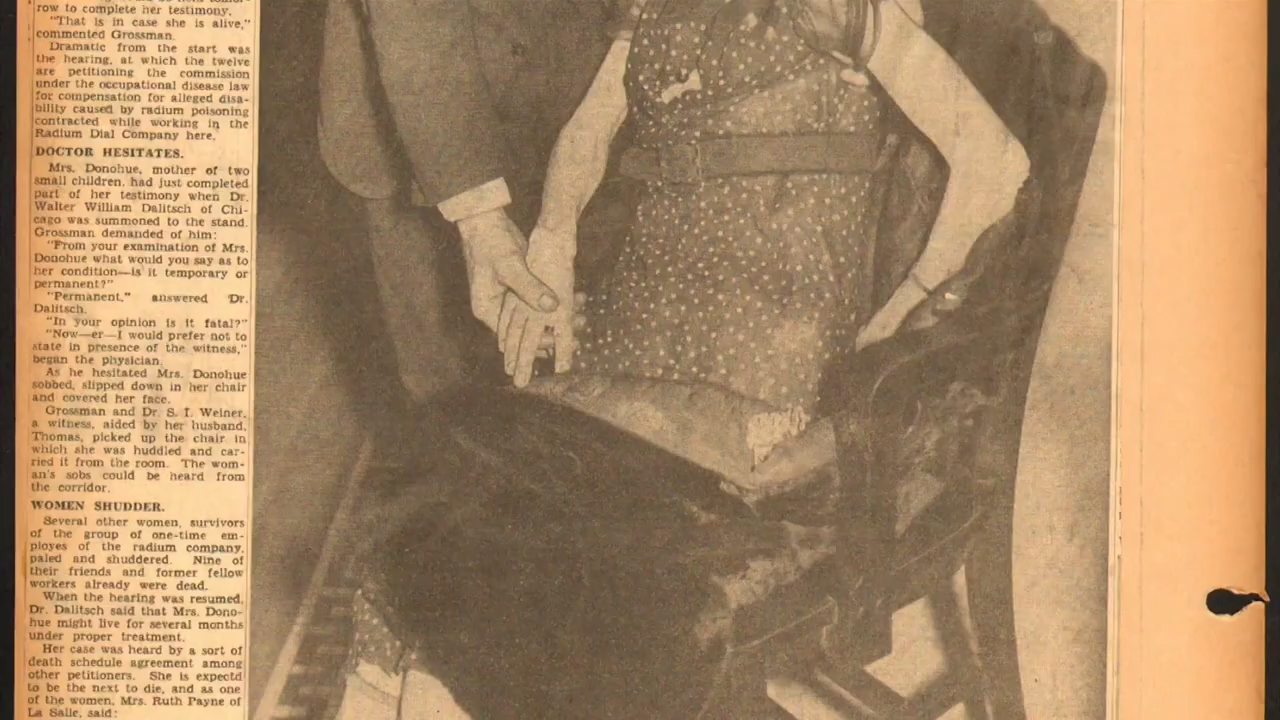 row to complete her testimony.
"That is in case she is alive,"
commented Grossman.
Dramatic from the start was
the hearing, at which the twelve
are petitioning the commission
under the occupational disease law
for compensation for alleged disa-
bility caused by radium poisoning
contracted while working in the
Radium Dial Company here.
DOCTOR HESITATES.
Mrs. Donohue, mother of two
small children, had just completed
part of her testimony when Dr.
Walter William Dalitsch of Chi-
cago was summoned to the stand.
Grossman demanded of him:
"From your examination of Mrs.
Donohue what would you say as to
her condition—is it temporary or
permanent?"
"Permanent," answered Dr.
Dalitsch.
"In your opinion is it fatal?"
"Now—er—I would prefer not to
state in presence of the witness,"
began the physician.
As he hesitated Mrs. Donohue
sobbed, slipped down in her chair
and covered her face.
Grossman and Dr. S. I. Weiner,
a witness, aided by her husband,
Thomas, picked up the chair in
which she was huddled and car-
ried it from the room. The wom-
an's sobs could be heard from
the corridor.
WOMEN SHUDDER.
Several other women, survivors
of the group of one-time em-
ployes of the radium company,
paled and shuddered. Nine of
their friends and former fellow
workers already were dead.
When the hearing was resumed,
Dr. Dalitsch said that Mrs. Dono-
hue might live for several months
under proper treatment.
Her case was heard by a sort of
death schedule agreement among
other petitioners. She is expectd
to be the next to die, and as one
of the women, Mrs. Ruth Payne of
La Salle, said: